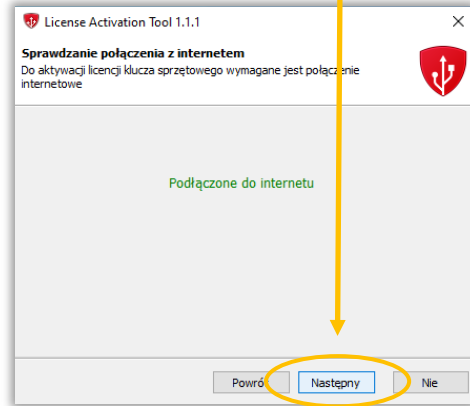 License Activation Tool 1.1.1
Sprawdzanie połączenia z internetem
Do aktywacji licencji klucza sprzętowego wymagane jest połączenie
internetowe
Podłączone do internetu
Powró
Następny
Nie